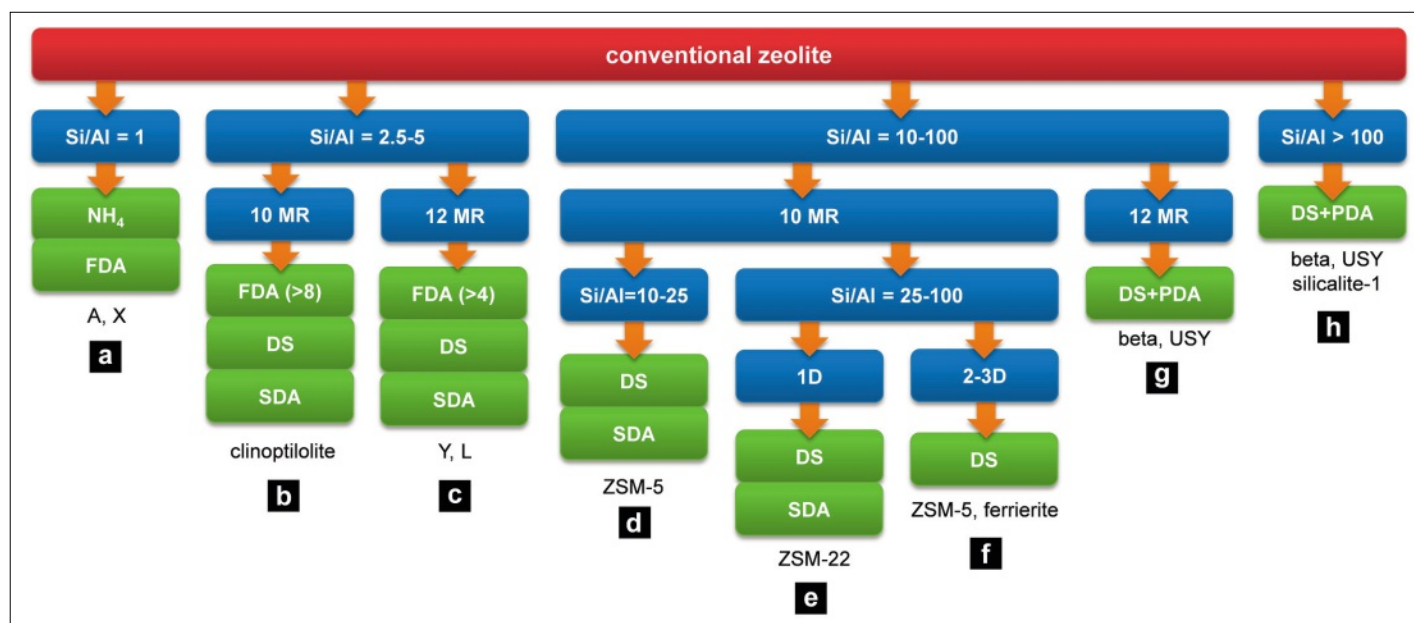 conventional zeolite
Si/Al = 1
Si/Al = 2.5-5
Si/Al = 10-100
Si/Al > 100
NH₄
FDA
A, X
a
10 MR
FDA (>8)
DS
SDA
clinoptilolite
b
12 MR
FDA (>4)
DS
SDA
Y, L
c
10 MR
Si/Al=10-25
DS
SDA
ZSM-5
d
Si/Al = 25-100
1D
DS
SDA
ZSM-22
e
2-3D
DS
ZSM-5, ferrierite
f
12 MR
DS+PDA
beta, USY
g
DS+PDA
beta, USY
silicalite-1
h